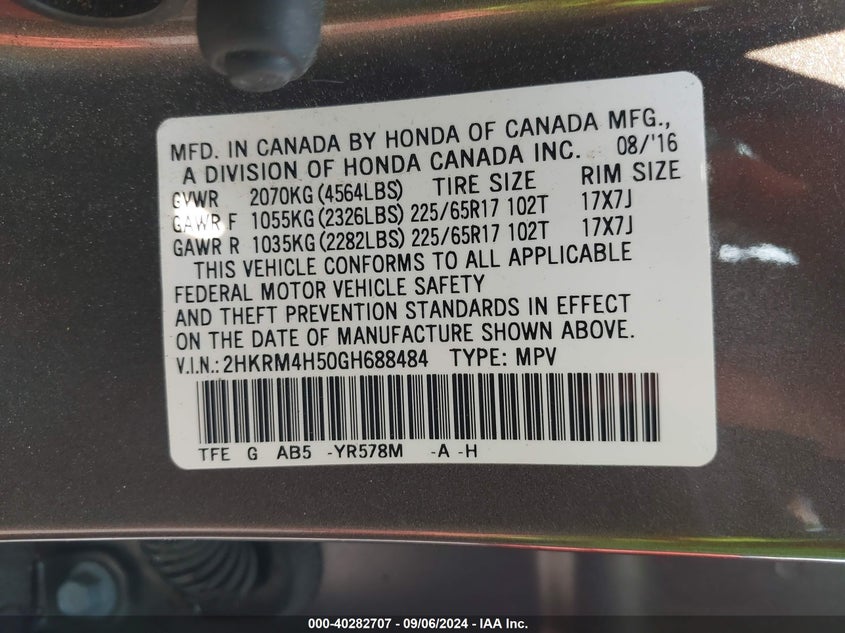 MFD. IN CANADA BY HONDA OF CANADA MFG.,
A DIVISION OF HONDA CANADA INC. 08/'16
GVWR 2070KG (4564LBS) TIRE SIZE RIM SIZE
GAWR F 1055KG (2326LBS) 225/65R17 102T 17X7J
GAWR R 1035KG (2282LBS) 225/65R17 102T 17X7J
THIS VEHICLE CONFORMS TO ALL APPLICABLE
FEDERAL MOTOR VEHICLE SAFETY
AND THEFT PREVENTION STANDARDS IN EFFECT
ON THE DATE OF MANUFACTURE SHOWN ABOVE.
V.I.N.: 2HKRM4H50GH688484 TYPE: MPV
TFE G AB5 -YR578M -A -H
000-40282707 - 09/06/2024 - IAA Inc.